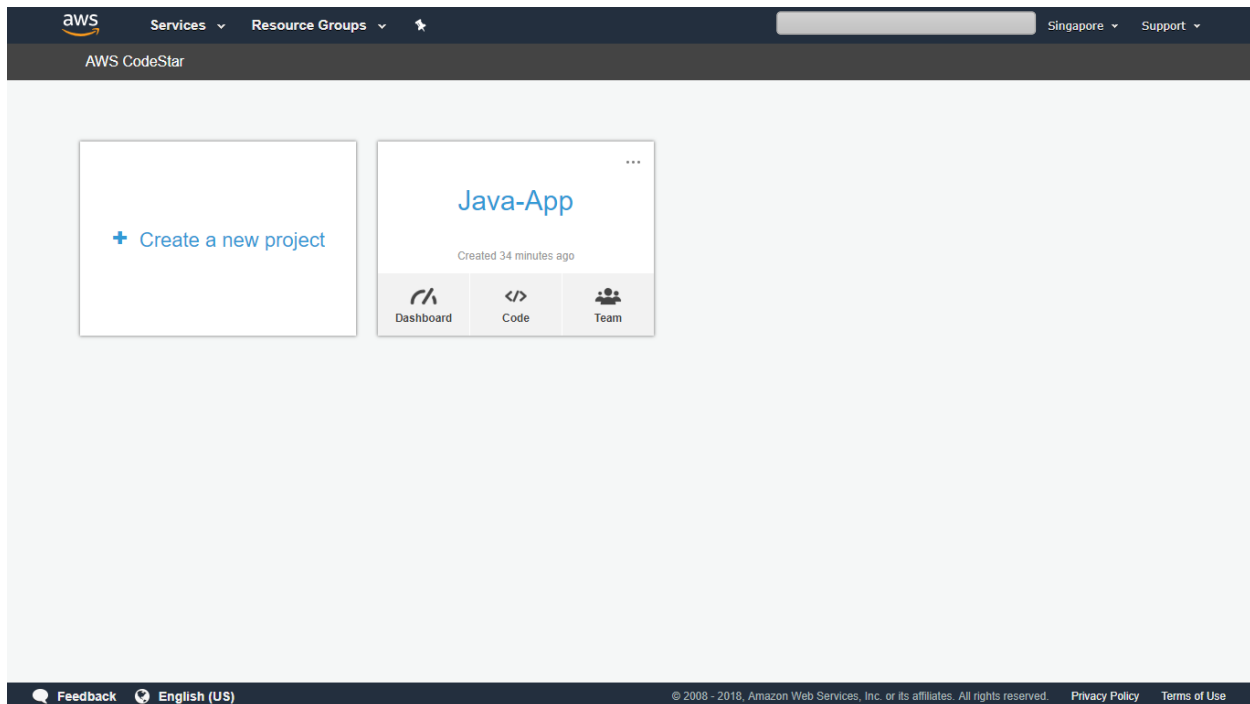 aws Services Resource Groups Singapore Support
AWS CodeStar
+ Create a new project
...
Java-App
Created 34 minutes ago
Dashboard </> Code Team
Feedback English (US) © 2008 - 2018, Amazon Web Services, Inc. or its affiliates. All rights reserved. Privacy Policy Terms of Use